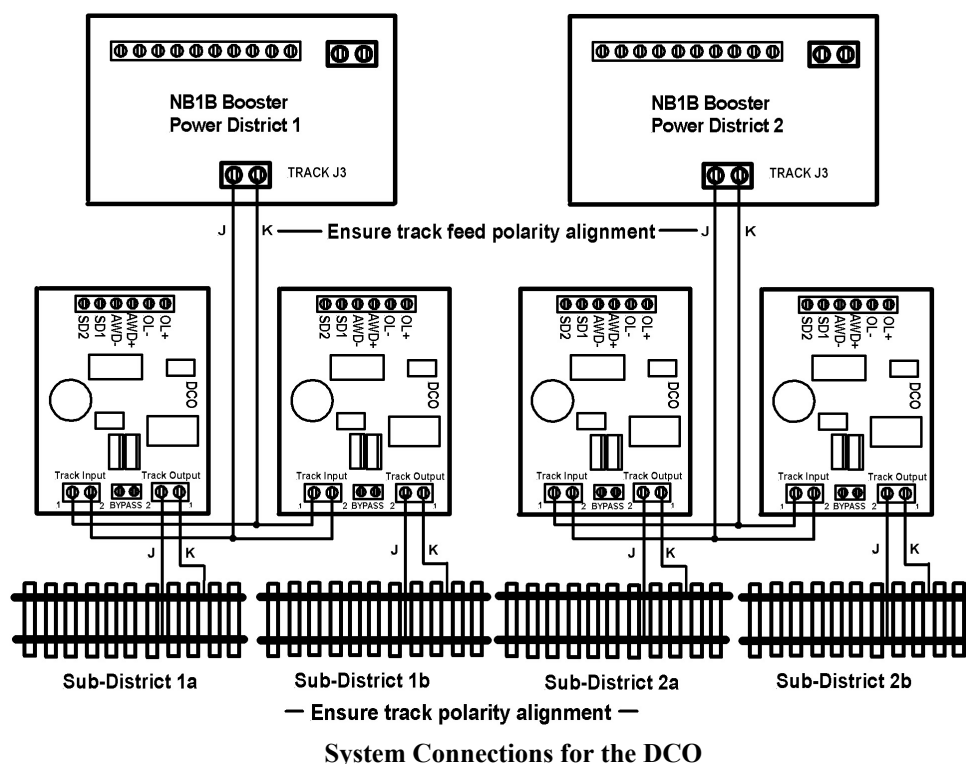 NB1B Booster
Power District 1
TRACK J3
NB1B Booster
Power District 2
TRACK J3
J K Ensure track feed polarity alignment J K
SD2 SD1 AWD- AWD+ OL- OL+
DCO
Track Input Track Output
1 2 BYPASS 2 1
SD2 SD1 AWD- AWD+ OL- OL+
DCO
Track Input Track Output
1 2 BYPASS 2 1
SD2 SD1 AWD- AWD+ OL- OL+
DCO
Track Input Track Output
1 2 BYPASS 2 1
SD2 SD1 AWD- AWD+ OL- OL+
DCO
Track Input Track Output
1 2 BYPASS 2 1
J K J K J K J K
Sub-District 1a Sub-District 1b Sub-District 2a Sub-District 2b
Ensure track polarity alignment
System Connections for the DCO